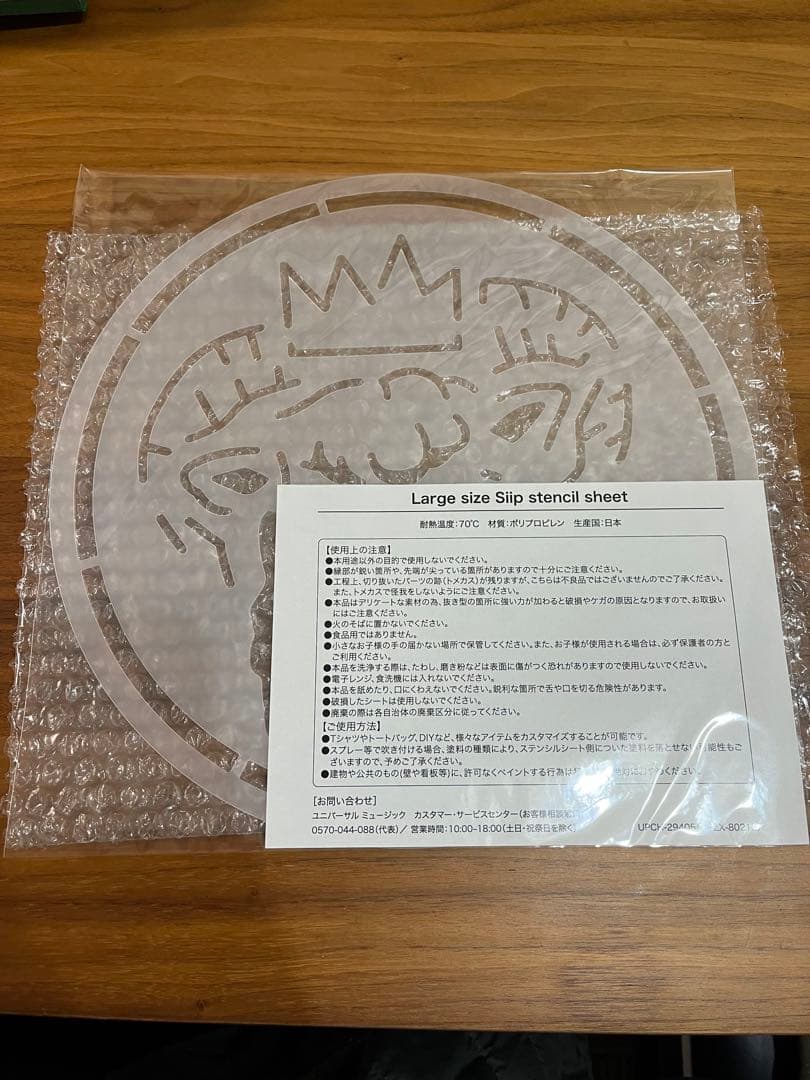 Large size Siip stencil sheet
耐熱温度:70℃ 材質:ポリプロピレン 生産国:日本
【使用上の注意】
●本用途以外の目的で使用しないでください。
●縁部が鋭い箇所や、先端が尖っている箇所がありますので十分にご注意ください。
●工程上、切り抜いたパーツの跡(トメカス)が残りますが、こちらは不良品ではございませんのでご了承ください。
また、トメカスで怪我をしないようにご注意ください。
●本品はデリケートな素材の為、抜き型の箇所に強い力が加わると破損やケガの原因となりますので、お取扱い
にはご注意ください。
●火のそばに置かないでください。
●食品用ではありません。
●小さなお子様の手の届かない場所で保管してください。また、お子様が使用される場合は、必ず保護者の方と
ご利用ください。
●本品を洗浄する際は、たわし、磨き粉などは表面に傷がつく恐れがありますので使用しないでください。
●電子レンジ、食洗機には入れないでください。
●本品を舐めたり、口にくわえないでください。鋭利な箇所で舌や口を切る危険性があります。
●破損したシートは使用しないでください。
●廃棄の際は各自治体の廃棄区分に従ってください。
【ご使用方法】
●Tシャツやトートバッグ、DIYなど、様々なアイテムをカスタマイズすることが可能です。
●スプレー等で吹き付ける場合、塗料の種類により、ステンシルシート側についた塗料を落とせない可能性もご
ざいますので、予めご了承ください。
●建物や公共のもの(壁や看板等)に、許可なくペイントする行為は
[お問い合わせ]
ユニバーサル ミュージック カスタマー・サービスセンター(お客様相談
0570-044-088(代表)/ 営業時間:10:00-18:00(土日・祝祭日を除く)